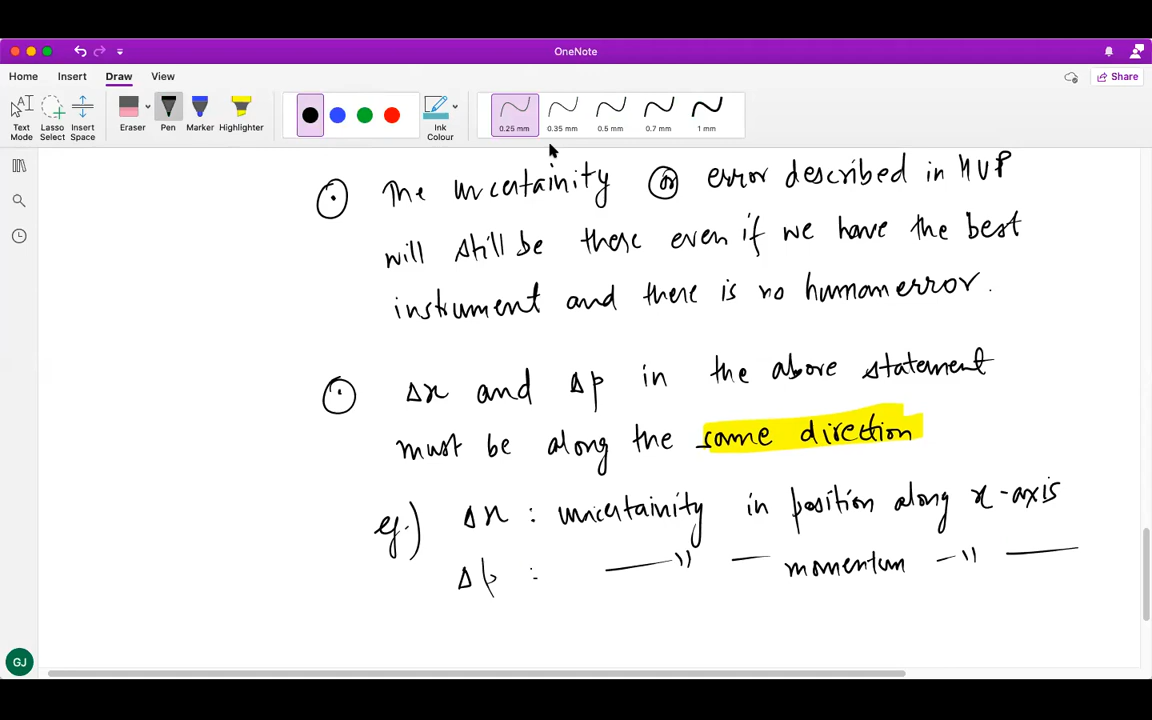 OneNote
Home Insert Draw View
Share
Text Mode
Lasso Select
Insert Space
Eraser
Pen
Marker
Highlighter
Ink Colour
0.25 mm
0.35 mm
0.5 mm
0.7 mm
1 mm
The uncertainity or error described in HUP
will still be there even if we have the best
instrument and there is no human error.
Δx and Δp in the above statement
must be along the same direction
eg.) Δx : uncertainity in position along x-axis
Δp : —— " — momentum — " ——
GJ